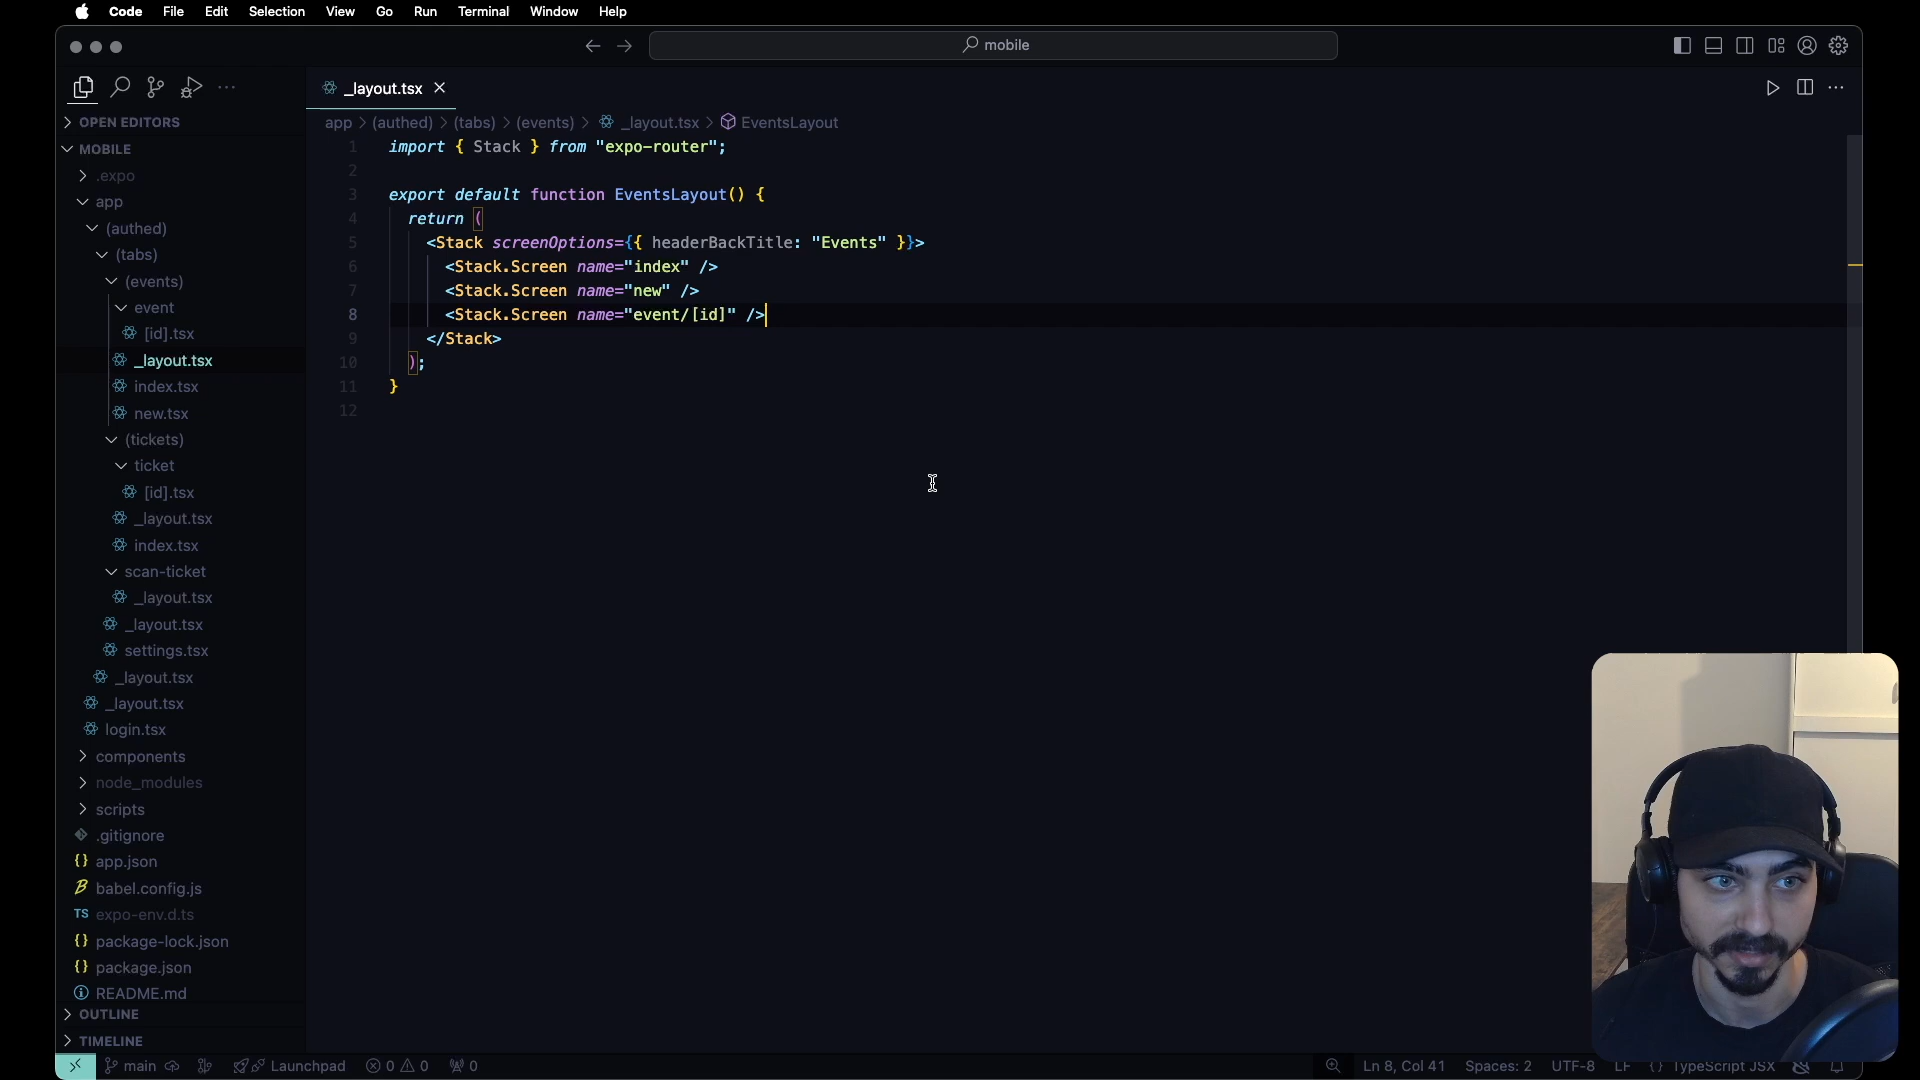 Code File Edit Selection View Go Run Terminal Window Help
mobile
_layout.tsx
OPEN EDITORS
MOBILE
.expo
app
(authed)
(tabs)
(events)
event
[id].tsx
_layout.tsx
index.tsx
new.tsx
(tickets)
ticket
[id].tsx
_layout.tsx
index.tsx
scan-ticket
_layout.tsx
_layout.tsx
settings.tsx
_layout.tsx
_layout.tsx
login.tsx
components
node_modules
scripts
.gitignore
app.json
babel.config.js
TS expo-env.d.ts
package-lock.json
package.json
README.md
OUTLINE
TIMELINE
app > (authed) > (tabs) > (events) > _layout.tsx > EventsLayout
1 import { Stack } from "expo-router";
2
3 export default function EventsLayout() {
4 return (
5 <Stack screenOptions={{ headerBackTitle: "Events" }}>
6 <Stack.Screen name="index" />
7 <Stack.Screen name="new" />
8 <Stack.Screen name="event/[id]" />
9 </Stack>
10 );
11 }
12
main Launchpad 0 0 0 Ln 8, Col 41 Spaces: 2 UTF-8 LF {} TypeScript JSX